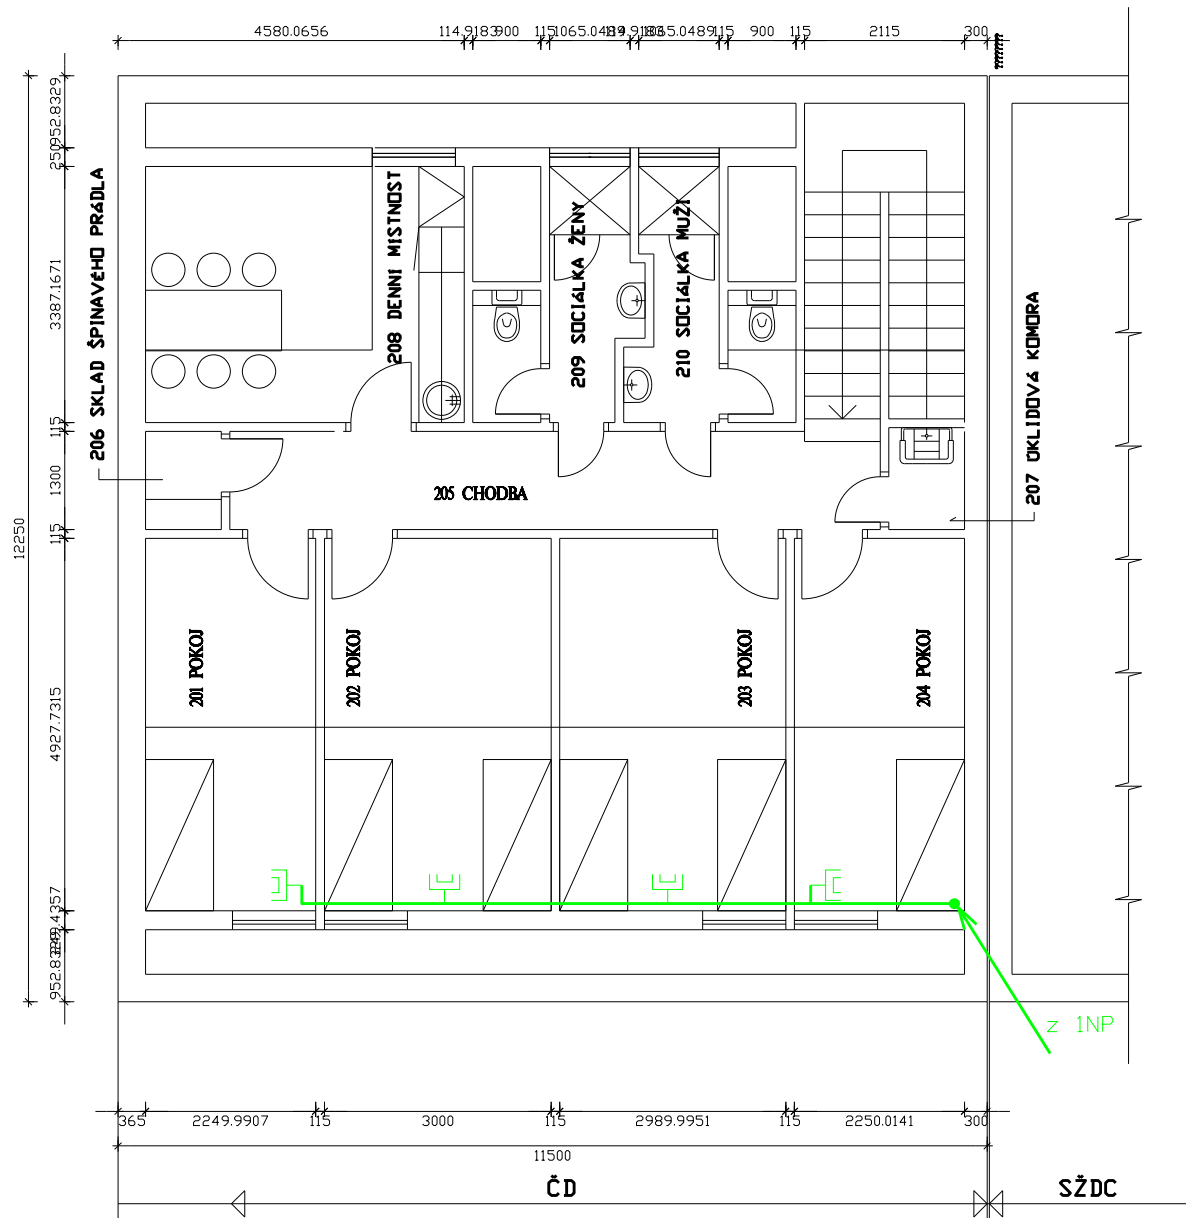 4580.0656
114.9183
900
115
1065.0489
1065.0489
115
900
115
2115
300
????????
952.8329
250
3387.1671
115
1300
115
4927.7315
952.8329
12250
206 SKLAD ŠPINAVÉHO PRÁDLA
208 DENNÍ MÍSTNOST
209 SOCIÁLKA ŽENY
210 SOCIÁLKA MUŽI
207 ÚKLIDOVÁ KOMORA
205 CHODBA
201 POKOJ
202 POKOJ
203 POKOJ
204 POKOJ
z 1NP
365
2249.9907
115
3000
115
2989.9951
115
2250.0141
300
11500
ČD
SŽDC